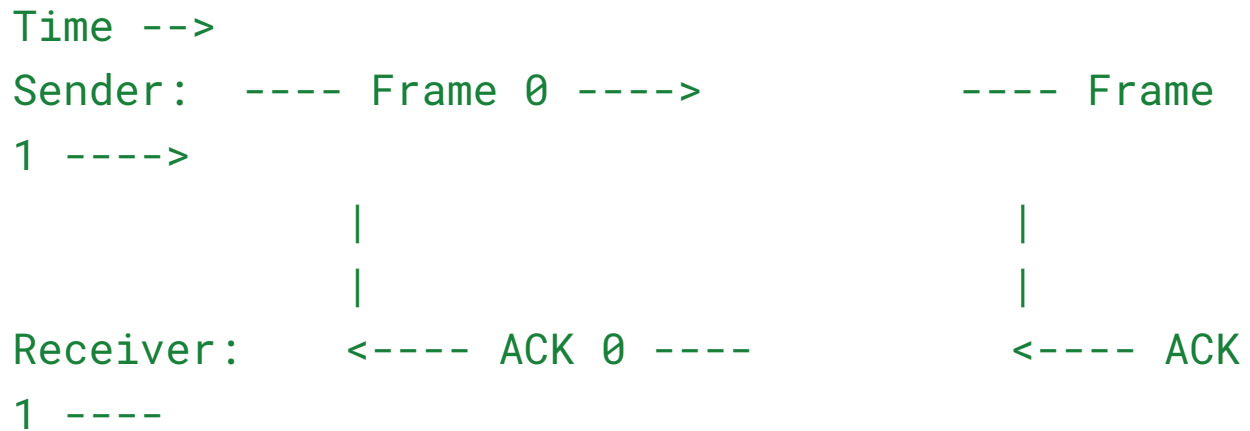 Time -->
Sender:  ---- Frame 0 ---->          ---- Frame
1 ---->
             |                         |
             |                         |
Receiver:    <---- ACK 0 ----          <---- ACK
1 ----